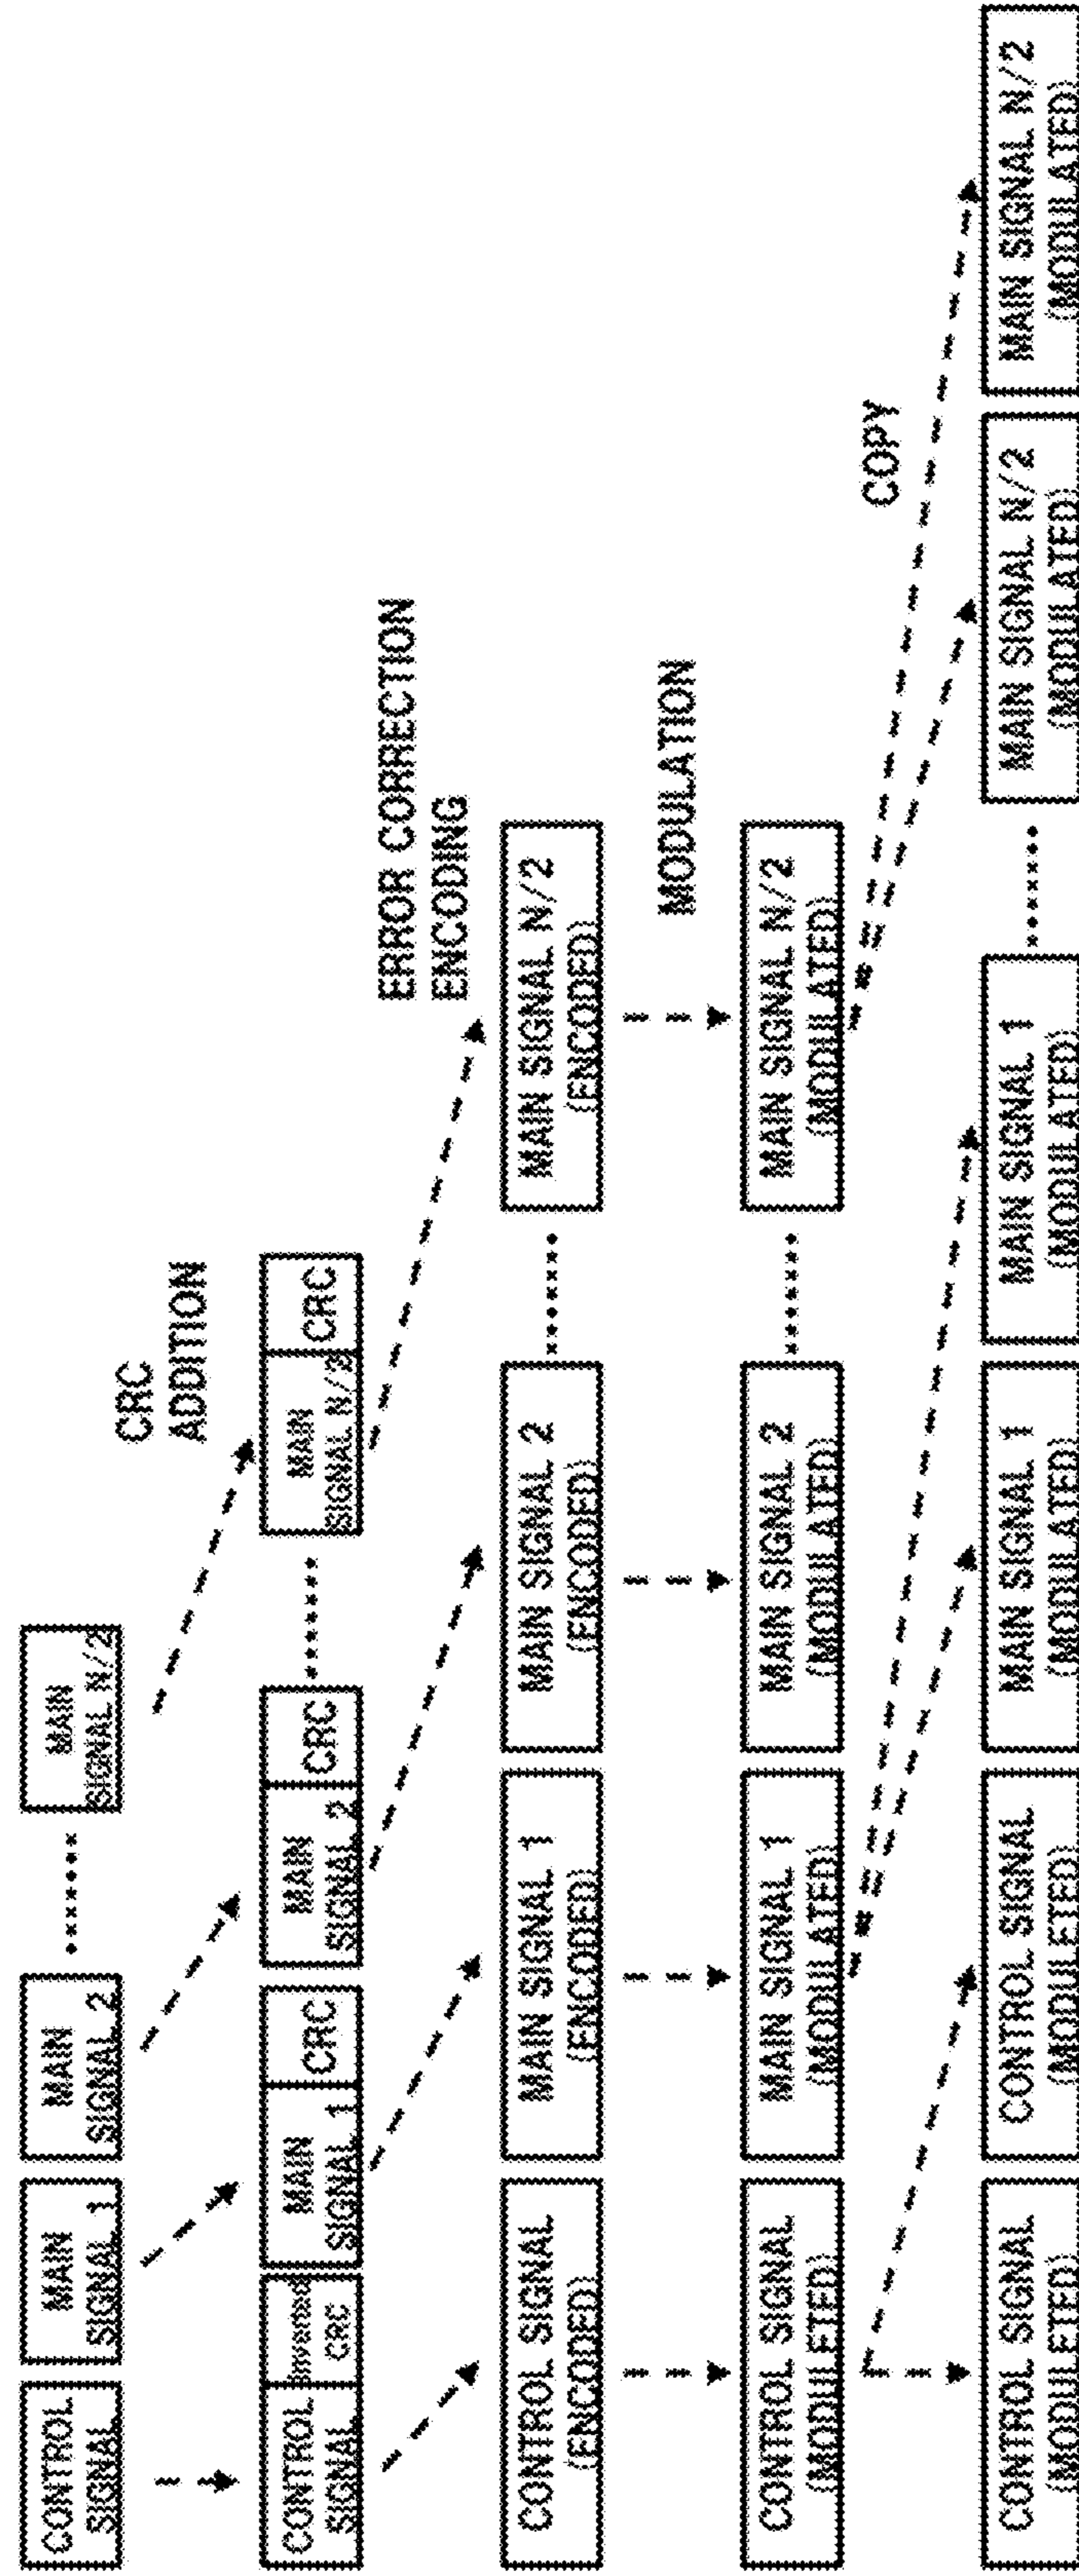 CONTROL
SIGNAL
MAIN
SIGNAL 1
MAIN
SIGNAL 2
MAIN
SIGNAL N/2
CRC
ADDITION
CONTROL
SIGNAL
Inverted
CRC
MAIN
SIGNAL 1
CRC
MAIN
SIGNAL 2
CRC
MAIN
SIGNAL N/2
CRC
ERROR CORRECTION
ENCODING
CONTROL SIGNAL
(ENCODED)
MAIN SIGNAL 1
(ENCODED)
MAIN SIGNAL 2
(ENCODED)
MAIN SIGNAL N/2
(ENCODED)
MODULATION
CONTROL SIGNAL
(MODULETED)
MAIN SIGNAL 1
(MODULATED)
MAIN SIGNAL 2
(MODULATED)
MAIN SIGNAL N/2
(MODULATED)
COPY
CONTROL SIGNAL
(MODULETED)
CONTROL SIGNAL
(MODULETED)
MAIN SIGNAL 1
(MODULATED)
MAIN SIGNAL 1
(MODULATED)
MAIN SIGNAL N/2
(MODULATED)
MAIN SIGNAL N/2
(MODULATED)